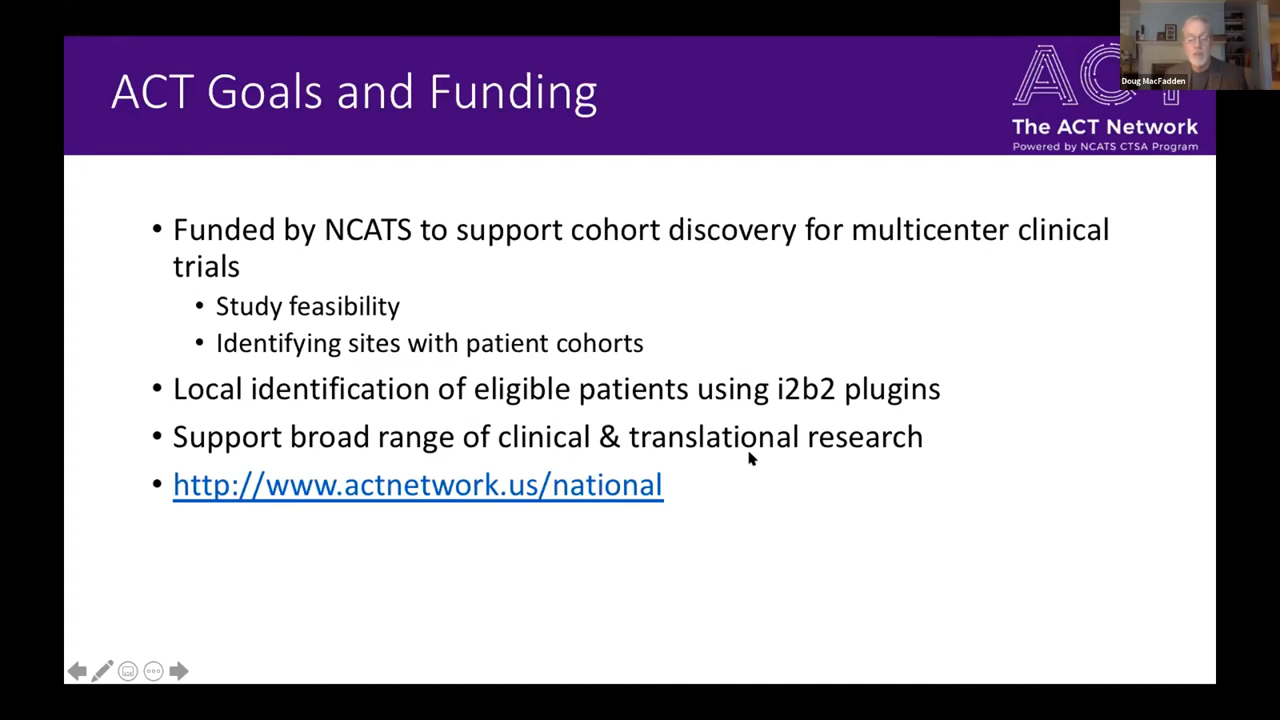 ACT Goals and Funding
ACT
Doug MacFadden
The ACT Network
Powered by NCATS CTSA Program
• Funded by NCATS to support cohort discovery for multicenter clinical
trials
• Study feasibility
• Identifying sites with patient cohorts
• Local identification of eligible patients using i2b2 plugins
• Support broad range of clinical & translational research
• http://www.actnetwork.us/national